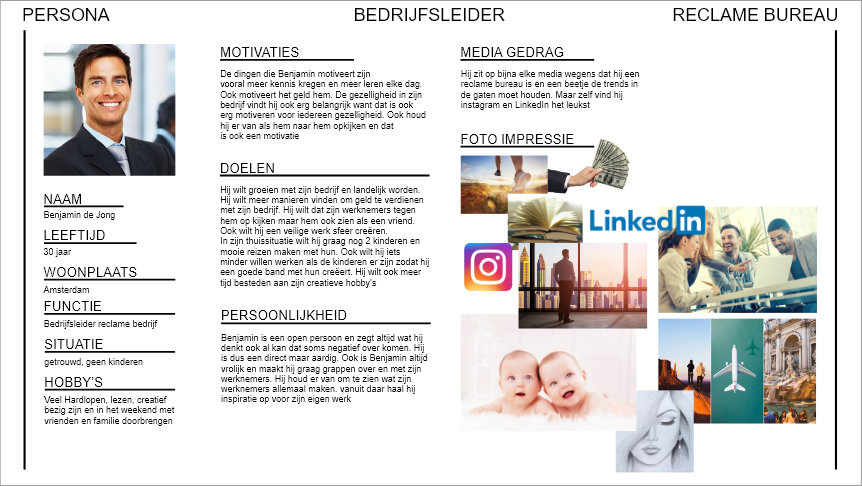 PERSONA
BEDRIJFSLEIDER
RECLAME BUREAU
NAAM
Benjamin de Jong
LEEFTIJD
30 jaar
WOONPLAATS
Amsterdam
FUNCTIE
Bedrijfsleider reclame bedrijf
SITUATIE
getrouwd, geen kinderen
HOBBY'S
Veel Hardlopen, lezen, creatief
bezig zijn en in het weekend met
vrienden en familie doorbrengen
MOTIVATIES
De dingen die Benjamin motiveert zijn
vooral meer kennis kregen en meer leren elke dag.
Ook motiveert het geld hem. De gezelligheid in zijn
bedrijf vindt hij ook erg belangrijk want dat is ook
erg motiveren voor iedereen gezelligheid. Ook houd
hij er van als hem naar hem opkijken en dat
is ook een motivatie
DOELEN
Hij wilt groeien met zijn bedrijf en landelijk worden.
Hij wilt meer manieren vinden om geld te verdienen
met zijn bedrijf. Hij wilt dat zijn werknemers tegen
hem op kijken maar hem ook zien als een vriend.
Ook wilt hij een veilige werk sfeer creëren.
In zijn thuissituatie wilt hij graag nog 2 kinderen en
mooie reizen maken met hun. Ook wilt hij iets
minder willen werken als de kinderen er zijn zodat hij
een goede band met hun creëert. Hij wilt ook meer
tijd besteden aan zijn creatieve hobby's
PERSOONLIJKHEID
Benjamin is een open persoon en zegt altijd wat hij
denkt ook al kan dat soms negatief over komen. Hij
is dus een direct maar aardig. Ook is Benjamin altijd
vrolijk en maakt hij graag grappen over en met zijn
werknemers. Hij houd er van om te zien wat zijn
werknemers allemaal maken. vanuit daar haal hij
inspiratie op voor zijn eigen werk
MEDIA GEDRAG
Hij zit op bijna elke media wegens dat hij een
reclame bureau is en een beetje de trends in
de gaten moet houden. Maar zelf vind hij
instagram en LinkedIn het leukst
FOTO IMPRESSIE
Linkedin